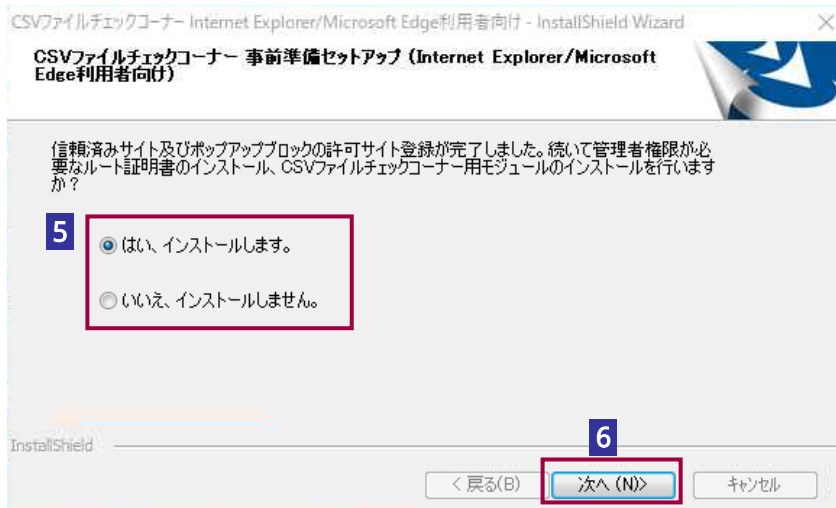 CSVファイルチェックコーナー Internet Explorer/Microsoft Edge利用者向け - InstallShield Wizard
CSVファイルチェックコーナー 事前準備セットアップ (Internet Explorer/Microsoft
Edge利用者向け)
信頼済みサイト及びポップアップブロックの許可サイト登録が完了しました。続いて管理者権限が必
要なルート証明書のインストール、CSVファイルチェックコーナー用モジュールのインストールを行います
か?
5
はい、インストールします。
いいえ、インストールしません。
InstallShield
6
< 戻る(B)
次へ (N)>
キャンセル